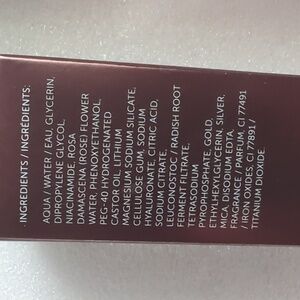 INGREDIENTS / INGRÉDIENTS:
AQUA / WATER / EAU, GLYCERIN,
DIPROPYLENE GLYCOL,
NIACINAMIDE, ROSA
DAMASCENA (ROSE) FLOWER
WATER, PHENOXYETHANOL,
PEG-40 HYDROGENATED
CASTOR OIL, LITHIUM
MAGNESIUM SODIUM SILICATE,
CELLULOSE GUM, SODIUM
HYALURONATE, CITRIC ACID,
SODIUM CITRATE,
LEUCONOSTOC / RADISH ROOT
FERMENT FILTRATE,
TETRASODIUM
PYROPHOSPHATE, GOLD,
ETHYLHEXYLGLYCERIN, SILVER,
MICA, DISODIUM EDTA,
FRAGRANCE / PARFUM, CI 77491
/ IRON OXIDES, CI 77891 /
TITANIUM DIOXIDE.